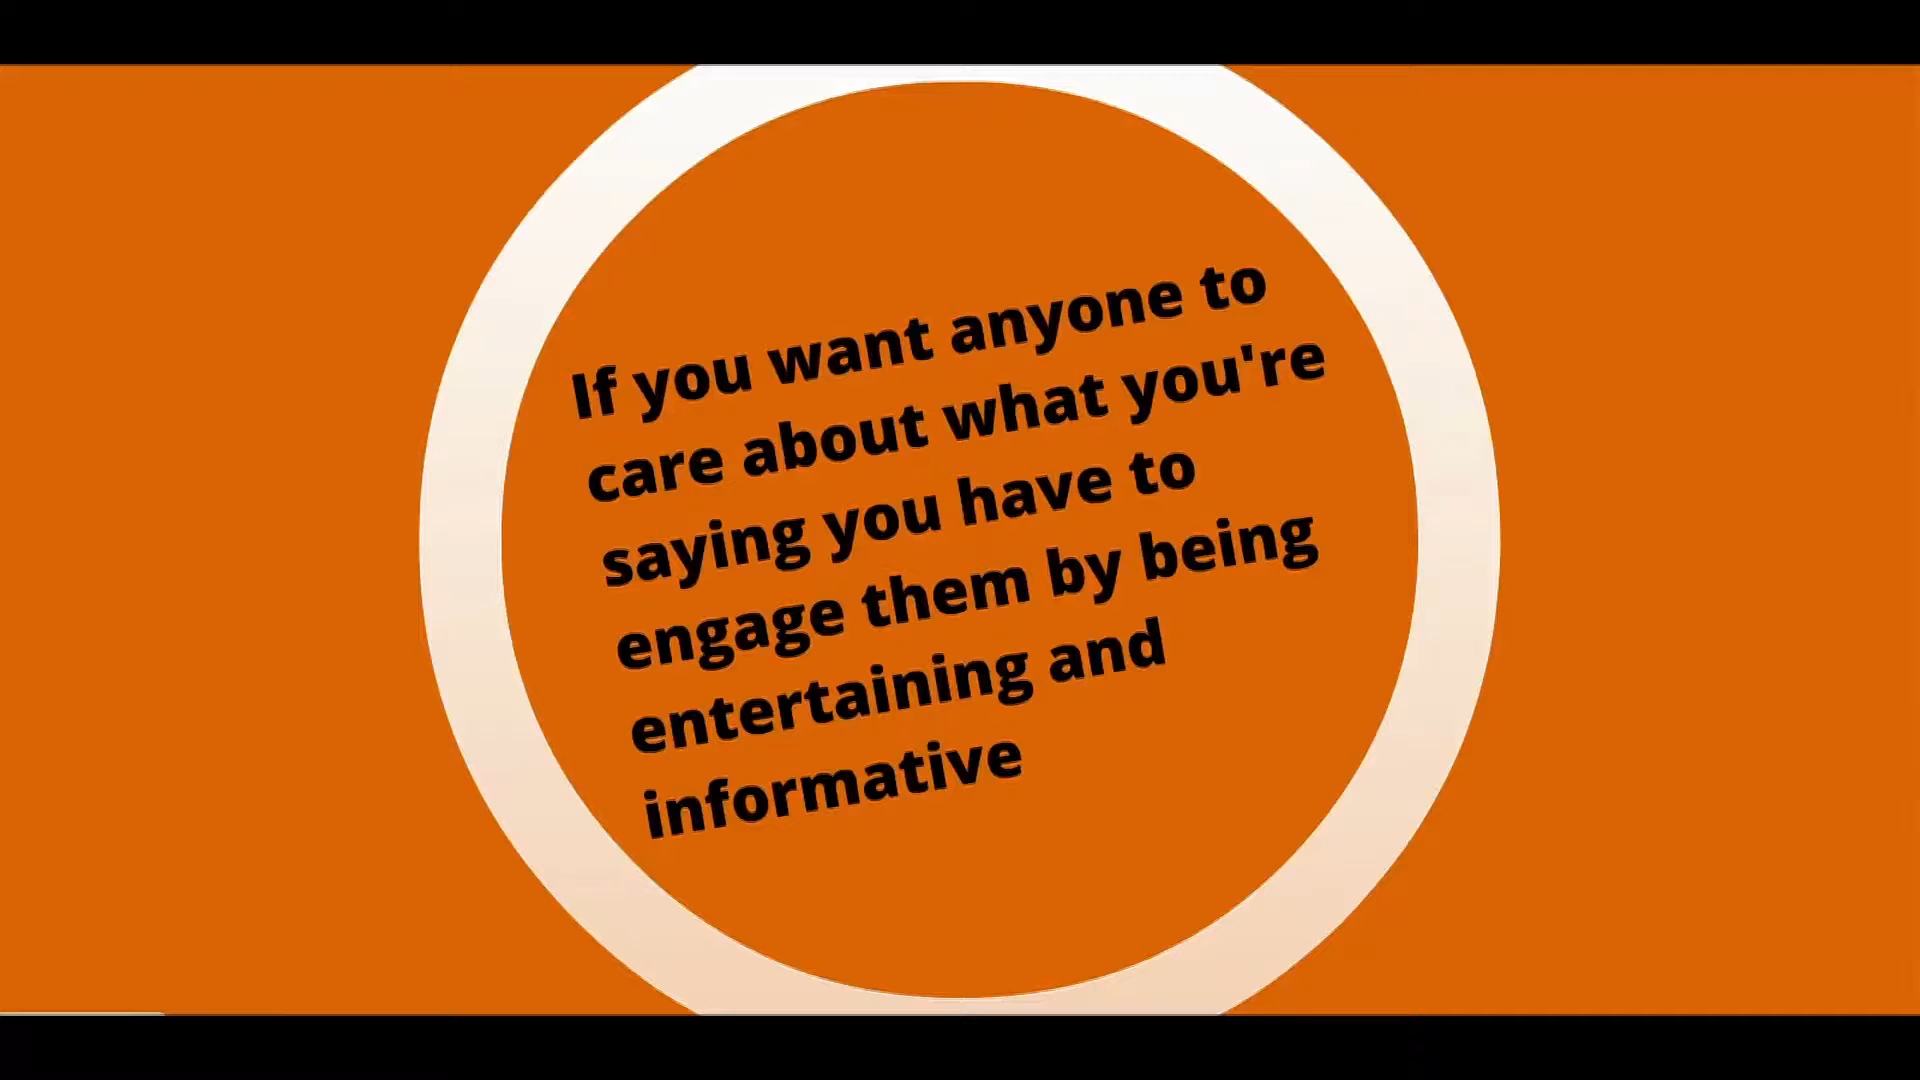 If you want anyone to
care about what you're
saying you have to
engage them by being
entertaining and
informative